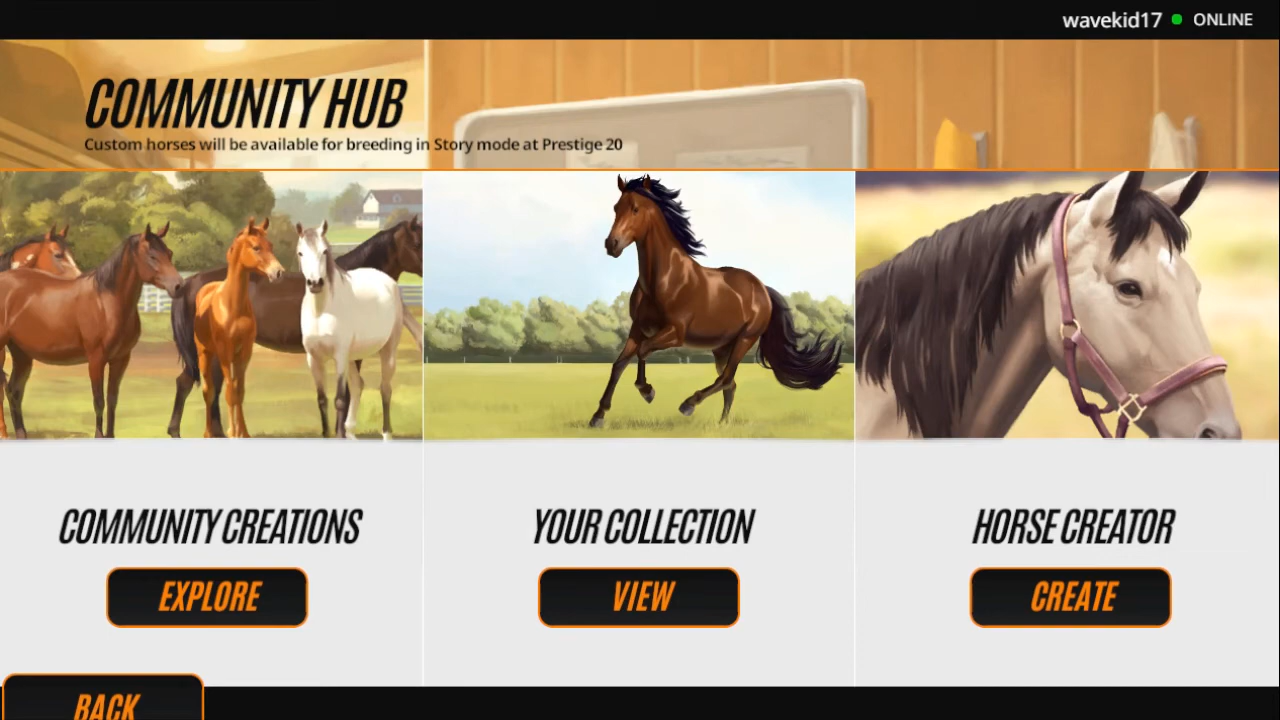 wavekid17 ONLINE
COMMUNITY HUB
Custom horses will be available for breeding in Story mode at Prestige 20
COMMUNITY CREATIONS
YOUR COLLECTION
HORSE CREATOR
EXPLORE
VIEW
CREATE
BACK